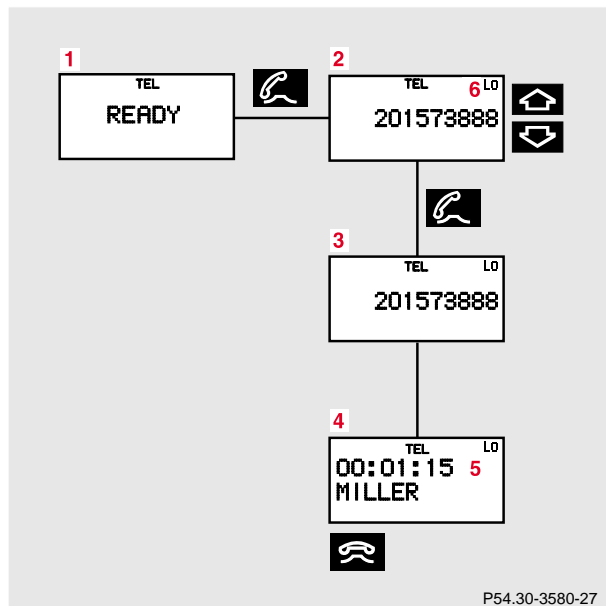 1
TEL
READY
2
TEL 6 LO
201573888
3
TEL LO
201573888
4
TEL LO
00:01:15 5
MILLER
P54.30-3580-27